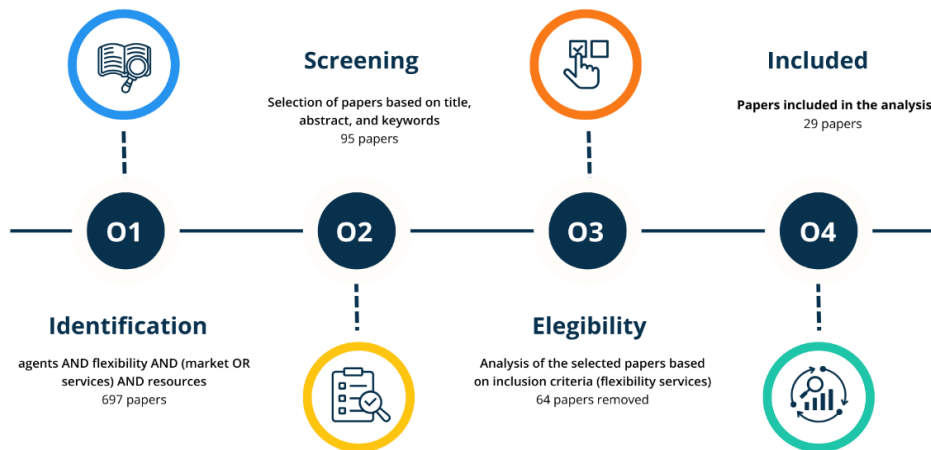 O1
Identification
agents AND flexibility AND (market OR
services) AND resources
697 papers
Screening
Selection of papers based on title,
abstract, and keywords
95 papers
O2
O3
Elegibility
Analysis of the selected papers based
on inclusion criteria (flexibility services)
64 papers removed
Included
Papers included in the analysis
29 papers
O4